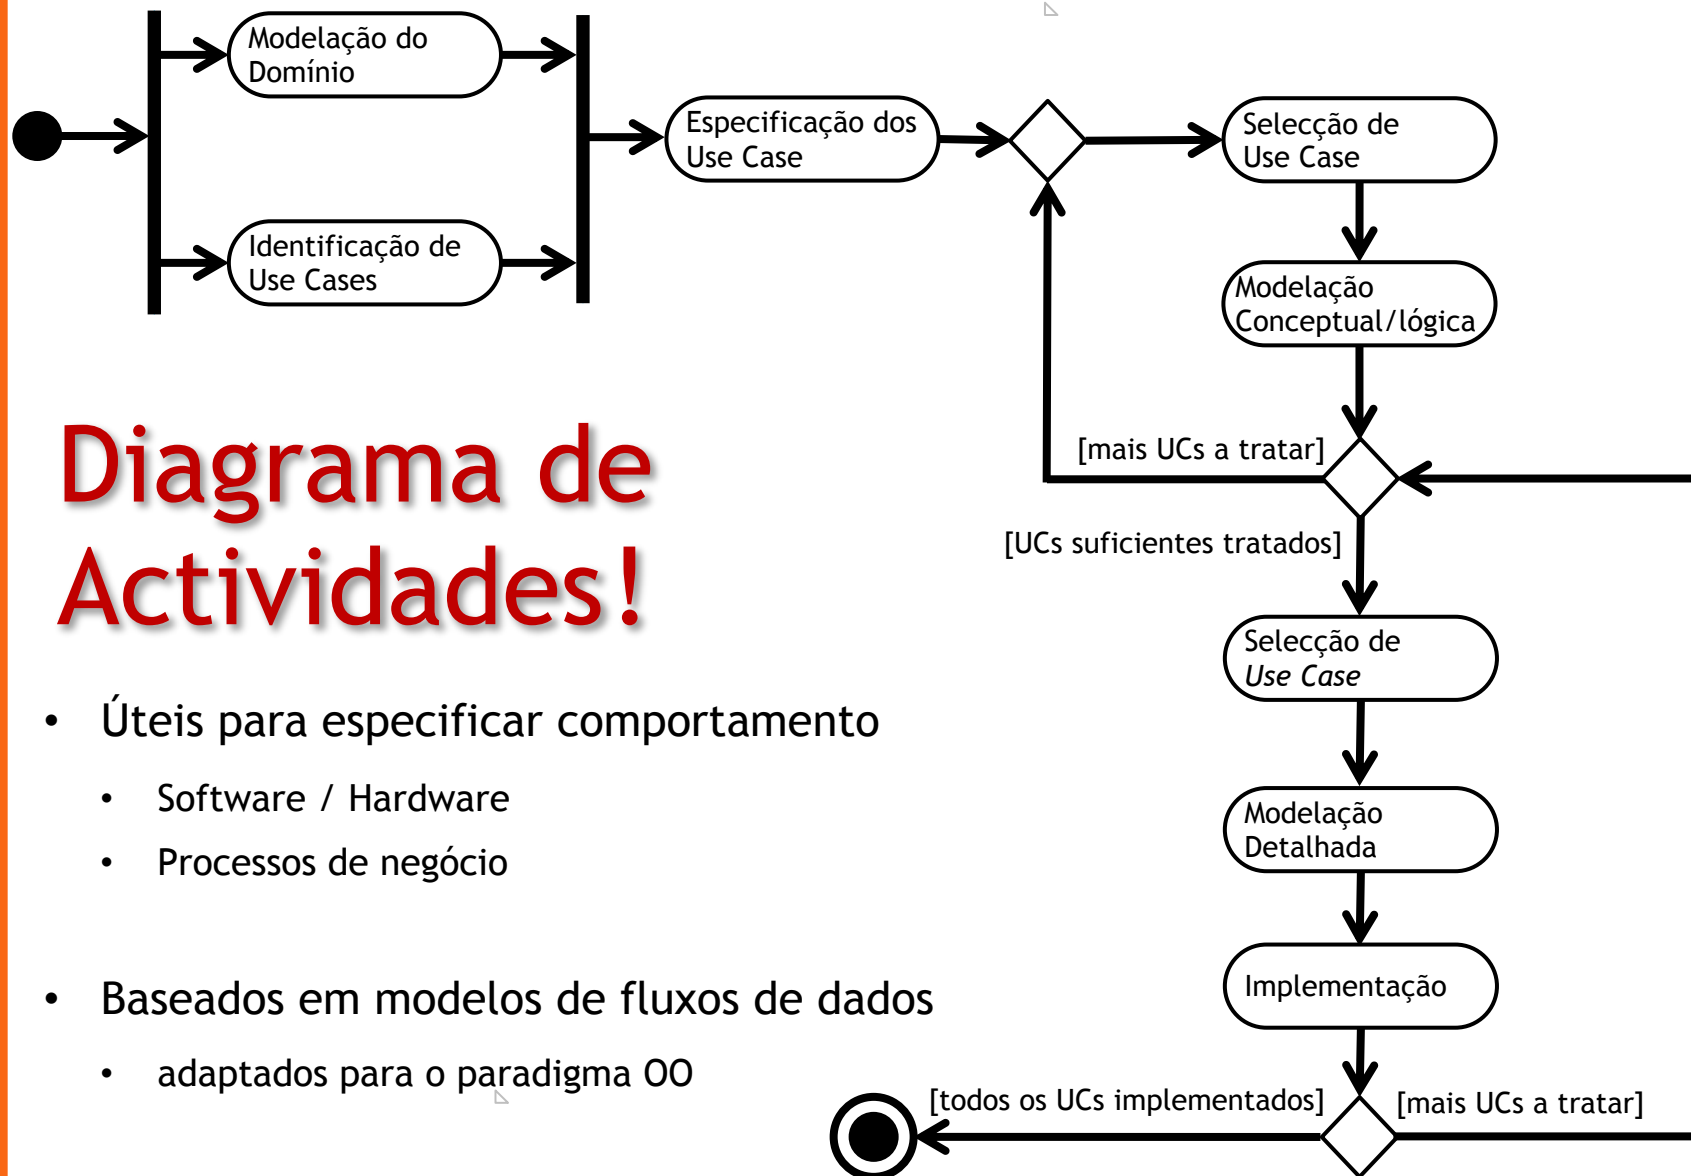 Modelação do
Domínio
Identificação de
Use Cases
Especificação dos
Use Case
Selecção de
Use Case
Modelação
Conceptual/lógica
[mais UCs a tratar]
[UCs suficientes tratados]
Selecção de
Use Case
Modelação
Detalhada
Implementação
[todos os UCs implementados]
[mais UCs a tratar]
Diagrama de
Actividades!
• Úteis para especificar comportamento
• Software / Hardware
• Processos de negócio
• Baseados em modelos de fluxos de dados
• adaptados para o paradigma OO